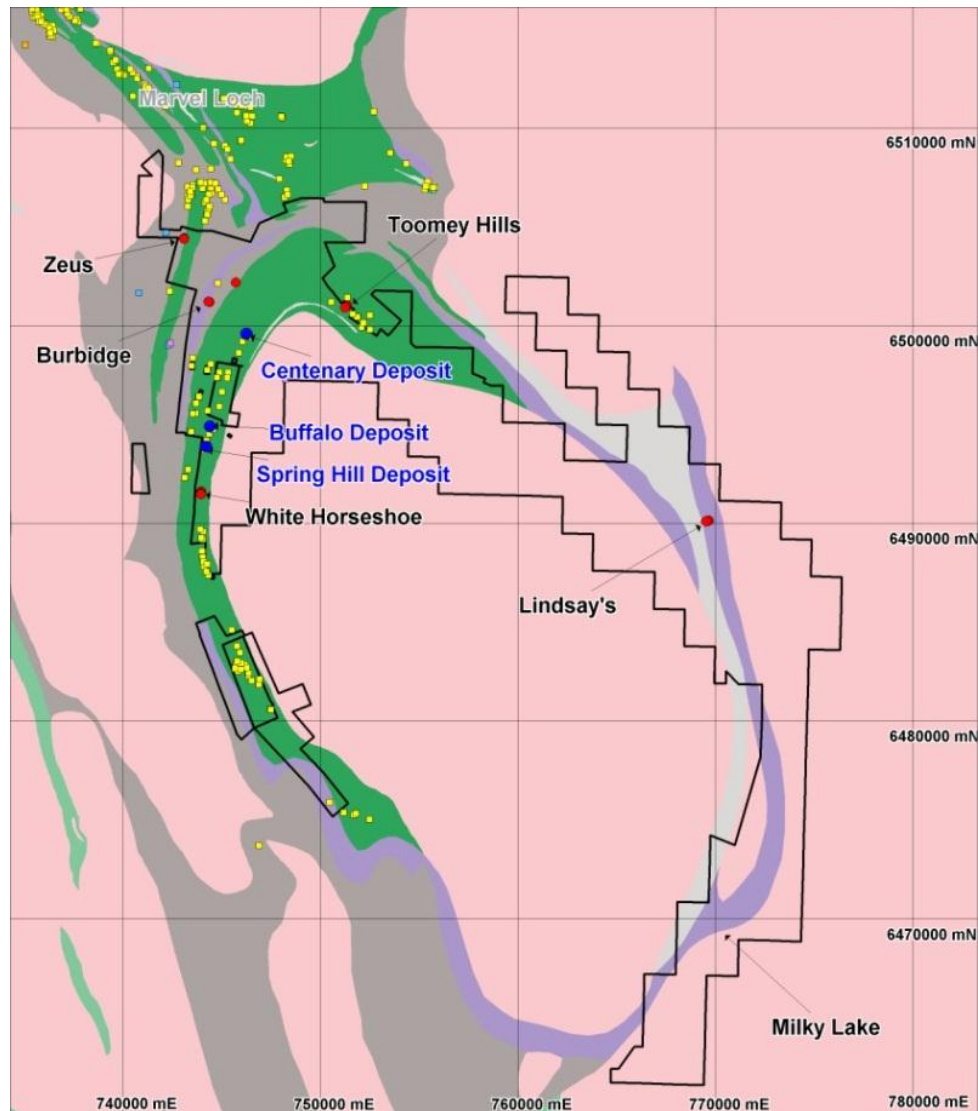 Marvel Loch
6510000 mN
Toomey Hills
Zeus
6500000 mN
Burbidge
Centenary Deposit
Buffalo Deposit
Spring Hill Deposit
White Horseshoe
6490000 mN
Lindsay's
6480000 mN
6470000 mN
Milky Lake
740000 mE
750000 mE
760000 mE
770000 mE
780000 mE